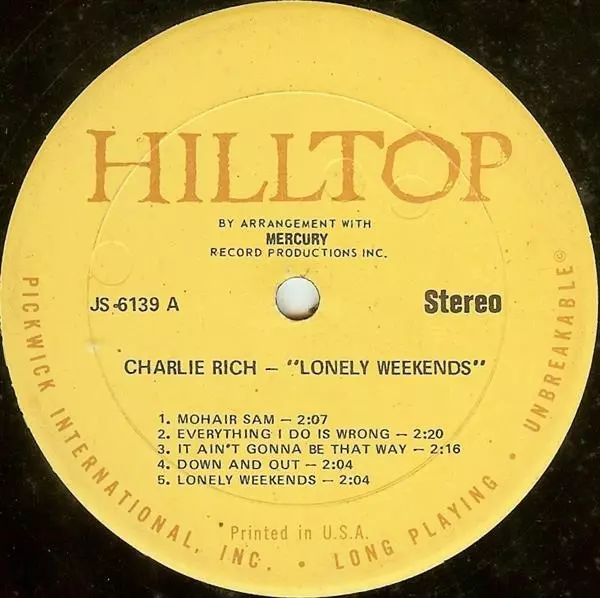 HILLTOP
BY ARRANGEMENT WITH
MERCURY
RECORD PRODUCTIONS INC.
JS-6139 A
Stereo
CHARLIE RICH — "LONELY WEEKENDS"
1. MOHAIR SAM — 2:07
2. EVERYTHING I DO IS WRONG — 2:20
3. IT AIN'T GONNA BE THAT WAY — 2:16
4. DOWN AND OUT — 2:04
5. LONELY WEEKENDS — 2:04
Printed in U.S.A.
PICKWICK INTERNATIONAL, INC. • LONG PLAYING • UNBREAKABLE©